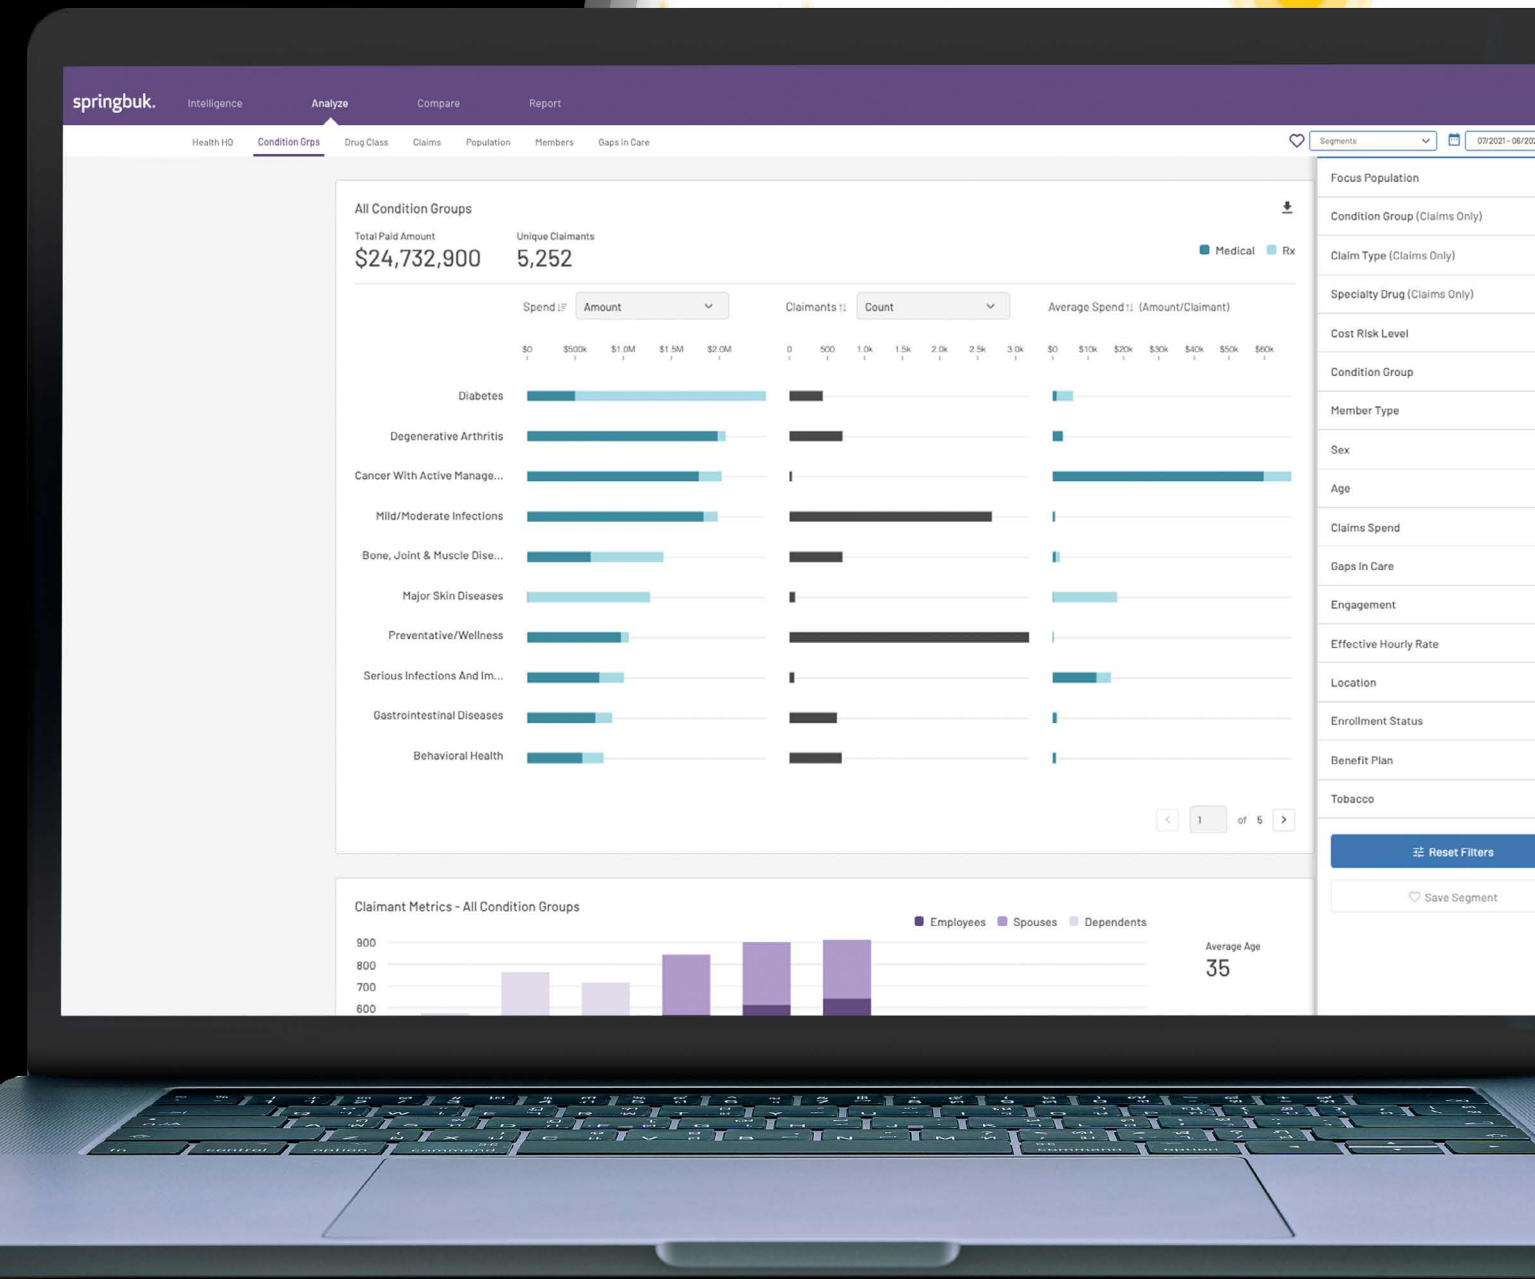 springbuk.
Intelligence Analyze Compare Report
Health HQ Condition Grps Drug Class Claims Population Members Gaps in Care
Segments
All Condition Groups
Total Paid Amount Unique Claimants
$24,732,900 5,252
Medical Rx
Spend Amount Claimants Count Average Spend (Amount/Claimant)
$0 $500k $1.0M $1.5M $2.0M 0 500 1.0k 1.5k 2.0k 2.5k 3.0k $0 $10k $20k $30k $40k $50k $60k
Diabetes
Degenerative Arthritis
Cancer With Active Manage...
Mild/Moderate Infections
Bone, Joint & Muscle Dise...
Major Skin Diseases
Preventative/Wellness
Serious Infections And Im...
Gastrointestinal Diseases
Behavioral Health
1 of 5
Claimant Metrics - All Condition Groups
Employees Spouses Dependents
900
800
700
600
Average Age
35
Focus Population
Condition Group (Claims Only)
Claim Type (Claims Only)
Specialty Drug (Claims Only)
Cost Risk Level
Condition Group
Member Type
Sex
Age
Claims Spend
Gaps In Care
Engagement
Effective Hourly Rate
Location
Enrollment Status
Benefit Plan
Tobacco
Reset Filters
Save Segment
fn control option command command option